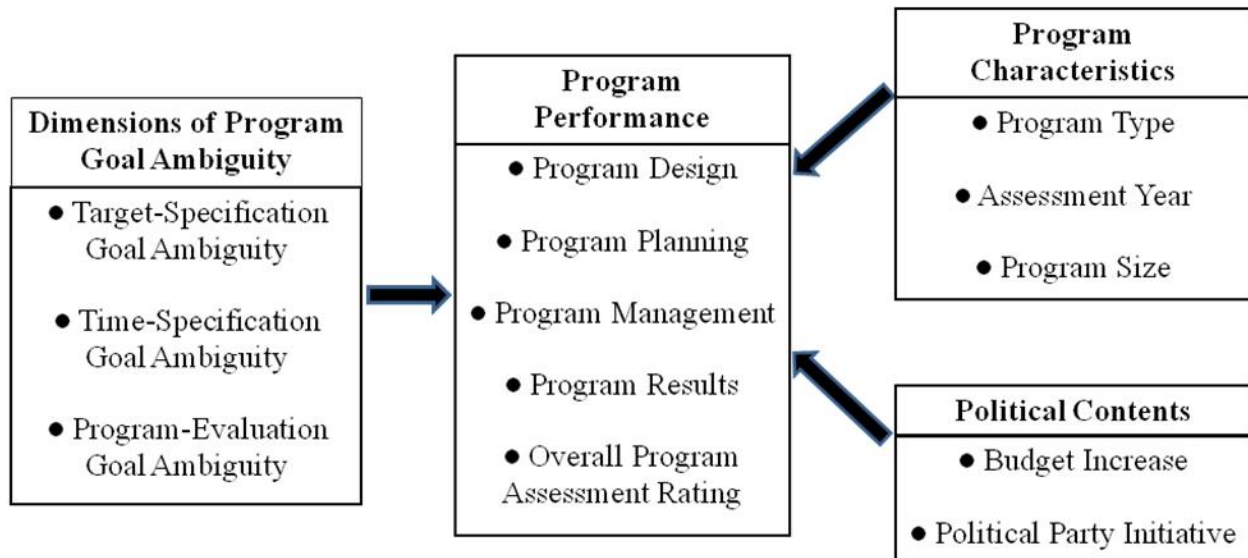 Dimensions of Program
Goal Ambiguity
● Target-Specification
Goal Ambiguity
● Time-Specification
Goal Ambiguity
● Program-Evaluation
Goal Ambiguity
Program
Performance
● Program Design
● Program Planning
● Program Management
● Program Results
● Overall Program
Assessment Rating
Program
Characteristics
● Program Type
● Assessment Year
● Program Size
Political Contents
● Budget Increase
● Political Party Initiative